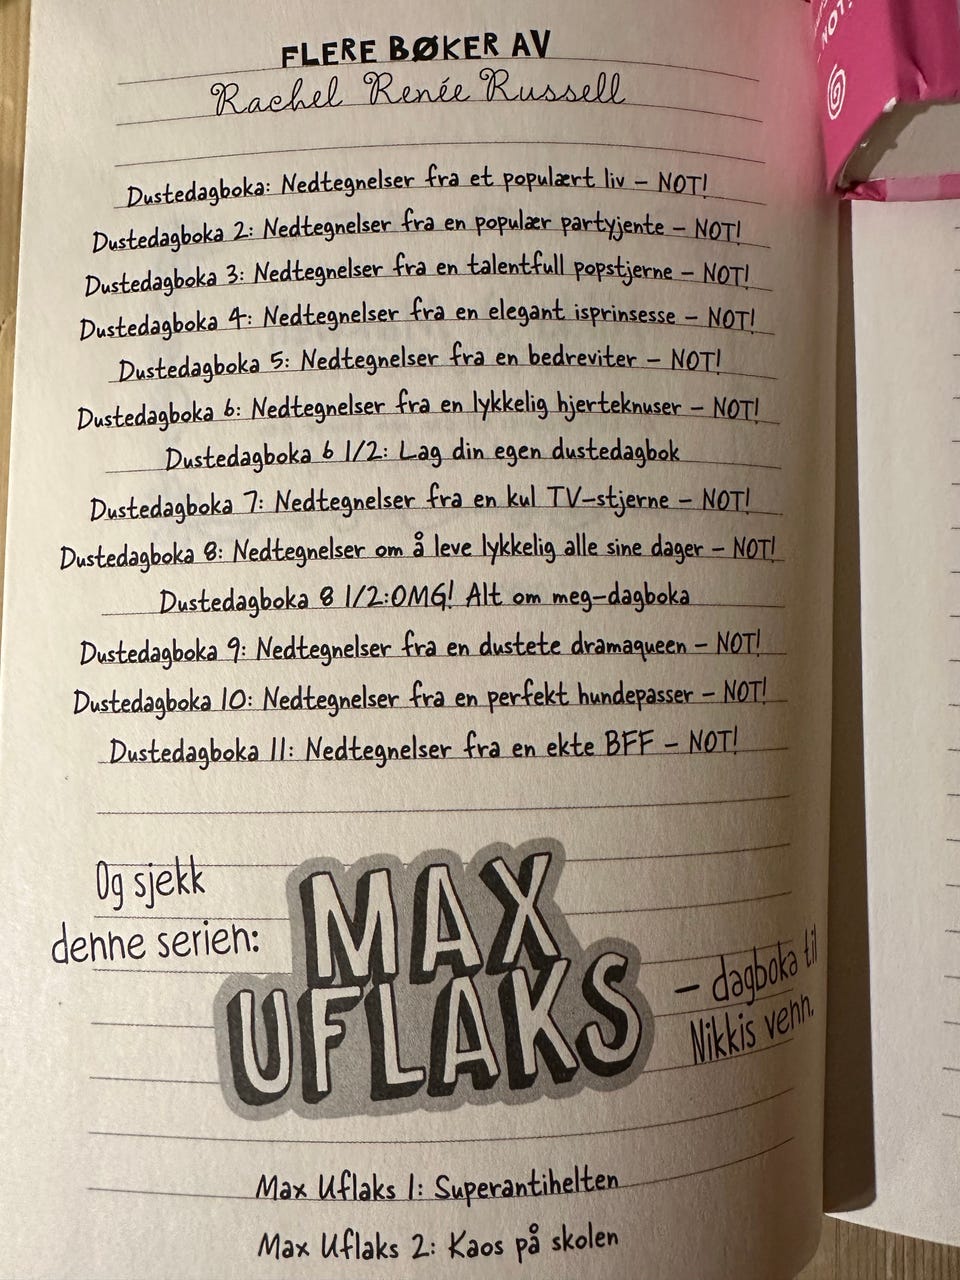 FLERE BØKER AV
Rachel Renée Russell
Dustedagboka: Nedtegnelser fra et populært liv – NOT!
Dustedagboka 2: Nedtegnelser fra en populær partyjente – NOT!
Dustedagboka 3: Nedtegnelser fra en talentfull popstjerne – NOT!
Dustedagboka 4: Nedtegnelser fra en elegant isprinsesse – NOT!
Dustedagboka 5: Nedtegnelser fra en bedreviter – NOT!
Dustedagboka 6: Nedtegnelser fra en lykkelig hjerteknuser – NOT!
Dustedagboka 6 1/2: Lag din egen dustedagbok
Dustedagboka 7: Nedtegnelser fra en kul TV-stjerne – NOT!
Dustedagboka 8: Nedtegnelser om å leve lykkelig alle sine dager – NOT!
Dustedagboka 8 1/2:OMG! Alt om meg-dagboka
Dustedagboka 9: Nedtegnelser fra en dustete dramaqueen – NOT!
Dustedagboka 10: Nedtegnelser fra en perfekt hundepasser – NOT!
Dustedagboka 11: Nedtegnelser fra en ekte BFF – NOT!
Og sjekk
denne serien:
MAX
UFLAKS
– dagboka til
Nikkis venn.
Max Uflaks 1: Superantihelten
Max Uflaks 2: Kaos på skolen
NOT!